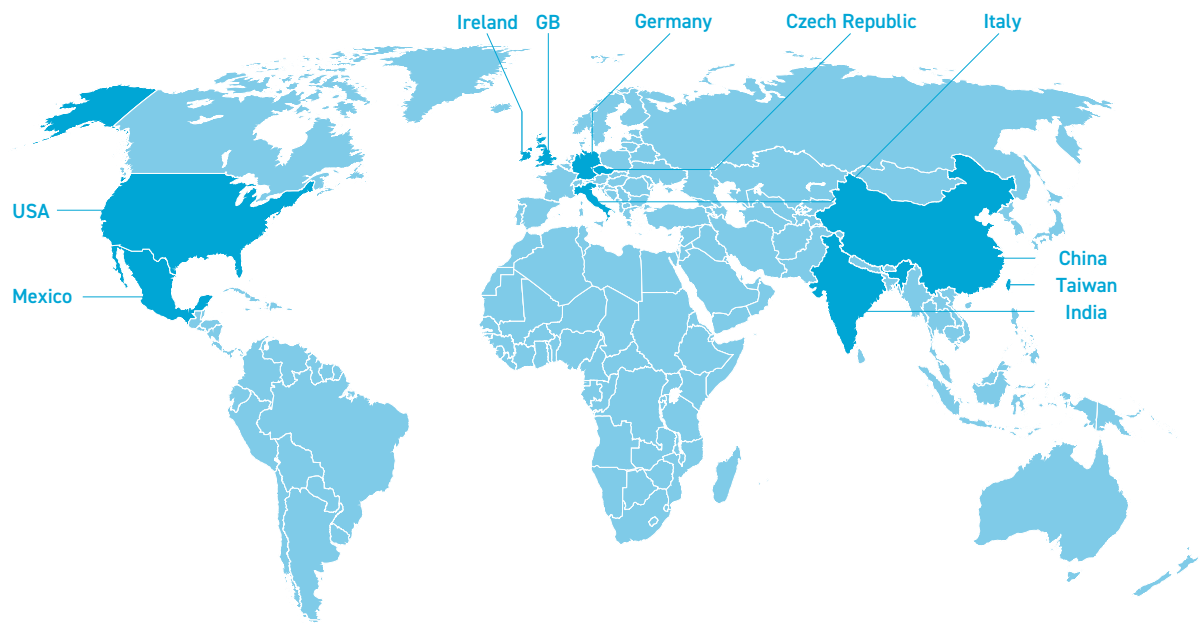 Ireland
GB
Germany
Czech Republic
Italy
USA
Mexico
China
Taiwan
India